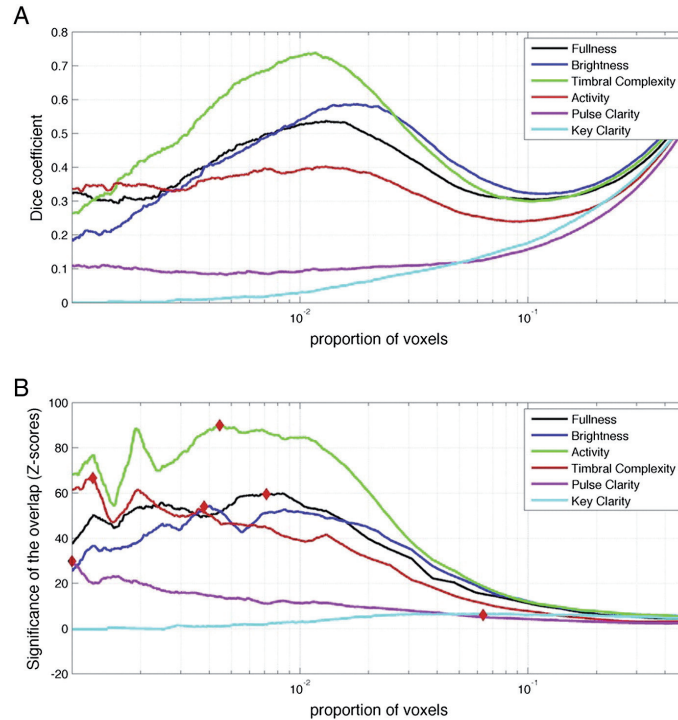 A
0.8
0.7
0.6
0.5
0.4
0.3
0.2
0.1
0
Dice coefficient
Fullness
Brightness
Timbral Complexity
Activity
Pulse Clarity
Key Clarity
10-2
10-1
proportion of voxels
B
100
80
60
40
20
0
-20
Significance of the overlap (Z-scores)
Fullness
Brightness
Activity
Timbral Complexity
Pulse Clarity
Key Clarity
10-2
10-1
proportion of voxels